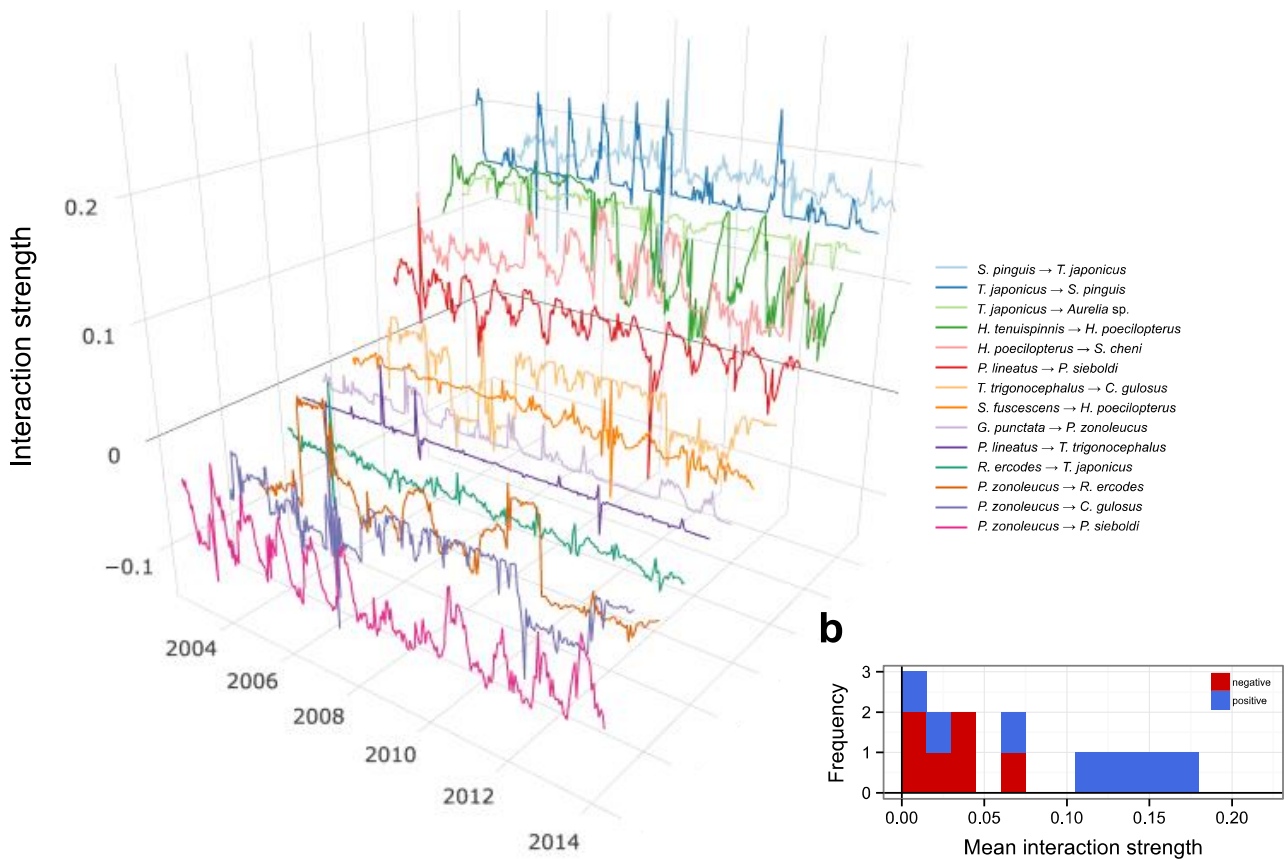 Interaction strength
0.2
0.1
0
−0.1
2004
2006
2008
2010
2012
2014
S. pinguis → T. japonicus
T. japonicus → S. pinguis
T. japonicus → Aurelia sp.
H. tenuispinnis → H. poecilopterus
H. poecilopterus → S. cheni
P. lineatus → P. sieboldi
T. trigonocephalus → C. gulosus
S. fuscescens → H. poecilopterus
G. punctata → P. zonoleucus
P. lineatus → T. trigonocephalus
R. ercodes → T. japonicus
P. zonoleucus → R. ercodes
P. zonoleucus → C. gulosus
P. zonoleucus → P. sieboldi
b
Frequency
3
2
1
0
negative
positive
0.00 0.05 0.10 0.15 0.20
Mean interaction strength